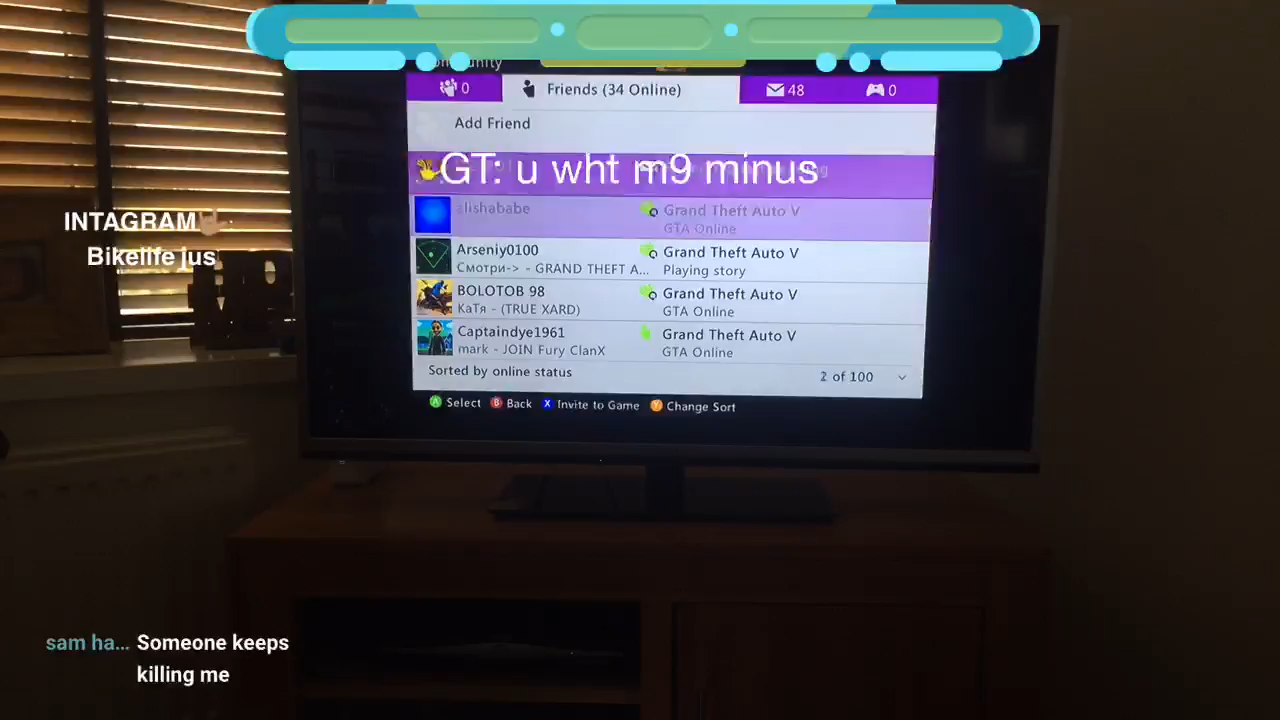 Community
0
Friends (34 Online)
48
0
Add Friend
GT: u wht m9 minus
alishababe
Grand Theft Auto V
GTA Online
Arseniy0100
Grand Theft Auto V
Смотри-> - GRAND THEFT A...
Playing story
BOLOTOB 98
Grand Theft Auto V
КаТя - (TRUE XARD)
GTA Online
Captaindye1961
Grand Theft Auto V
mark - JOIN Fury ClanX
GTA Online
Sorted by online status
2 of 100
A Select B Back X Invite to Game Y Change Sort
INTAGRAM🤟🏼
Bikelife jus
sam ha... Someone keeps
killing me